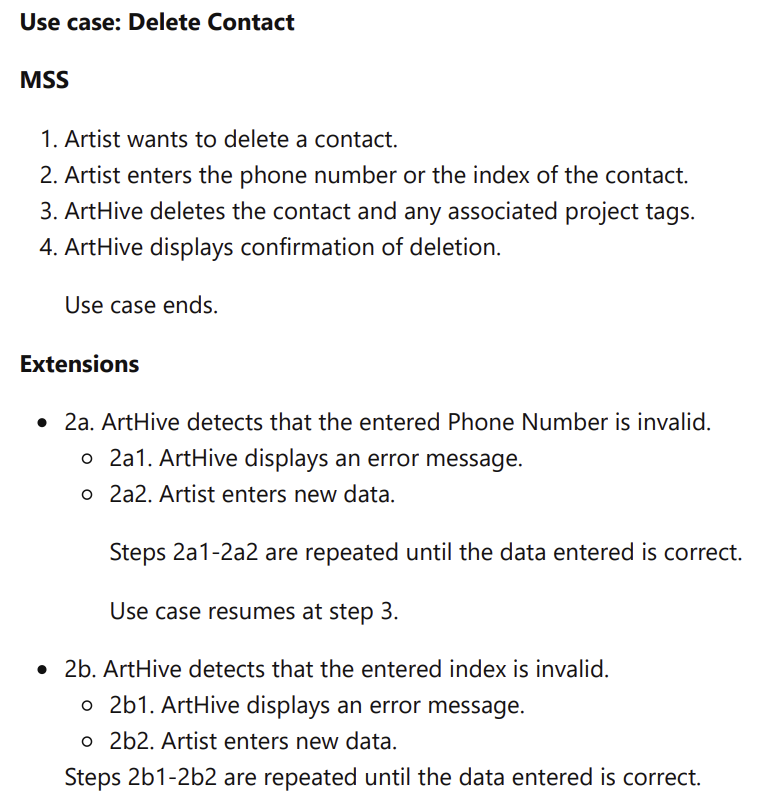 Use case: Delete Contact
MSS
1. Artist wants to delete a contact.
2. Artist enters the phone number or the index of the contact.
3. ArtHive deletes the contact and any associated project tags.
4. ArtHive displays confirmation of deletion.
Use case ends.
Extensions
• 2a. ArtHive detects that the entered Phone Number is invalid.
◦ 2a1. ArtHive displays an error message.
◦ 2a2. Artist enters new data.
Steps 2a1-2a2 are repeated until the data entered is correct.
Use case resumes at step 3.
• 2b. ArtHive detects that the entered index is invalid.
◦ 2b1. ArtHive displays an error message.
◦ 2b2. Artist enters new data.
Steps 2b1-2b2 are repeated until the data entered is correct.